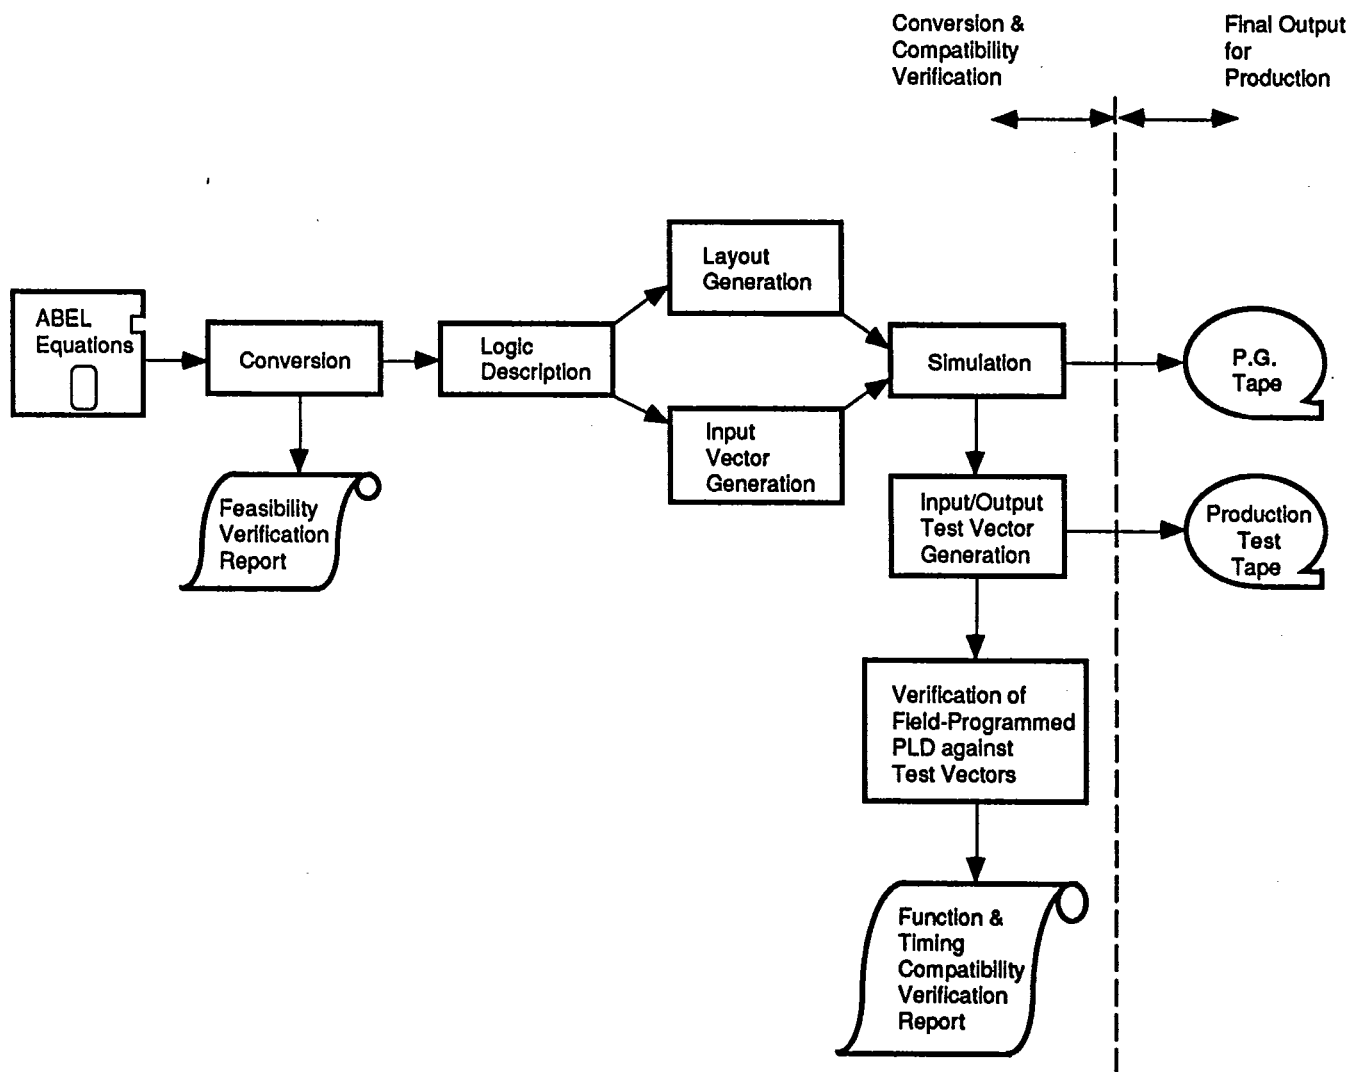 Conversion &
Compatibility
Verification
Final Output
for
Production
ABEL
Equations
Conversion
Feasibility
Verification
Report
Logic
Description
Layout
Generation
Input
Vector
Generation
Simulation
P.G.
Tape
Input/Output
Test Vector
Generation
Production
Test
Tape
Verification of
Field-Programmed
PLD against
Test Vectors
Function &
Timing
Compatibility
Verification
Report